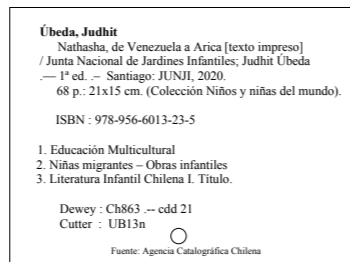 Úbeda, Judhit
Nathasha, de Venezuela a Arica [texto impreso]
/ Junta Nacional de Jardines Infantiles; Judhit Úbeda
.— 1ª ed. .– Santiago: JUNJI, 2020.
68 p.: 21x15 cm. (Colección Niños y niñas del mundo).
ISBN : 978-956-6013-23-5
1. Educación Multicultural
2. Niñas migrantes – Obras infantiles
3. Literatura Infantil Chilena I. Título.
Dewey : Ch863 .-- cdd 21
Cutter : UB13n
Fuente: Agencia Catalográfica Chilena